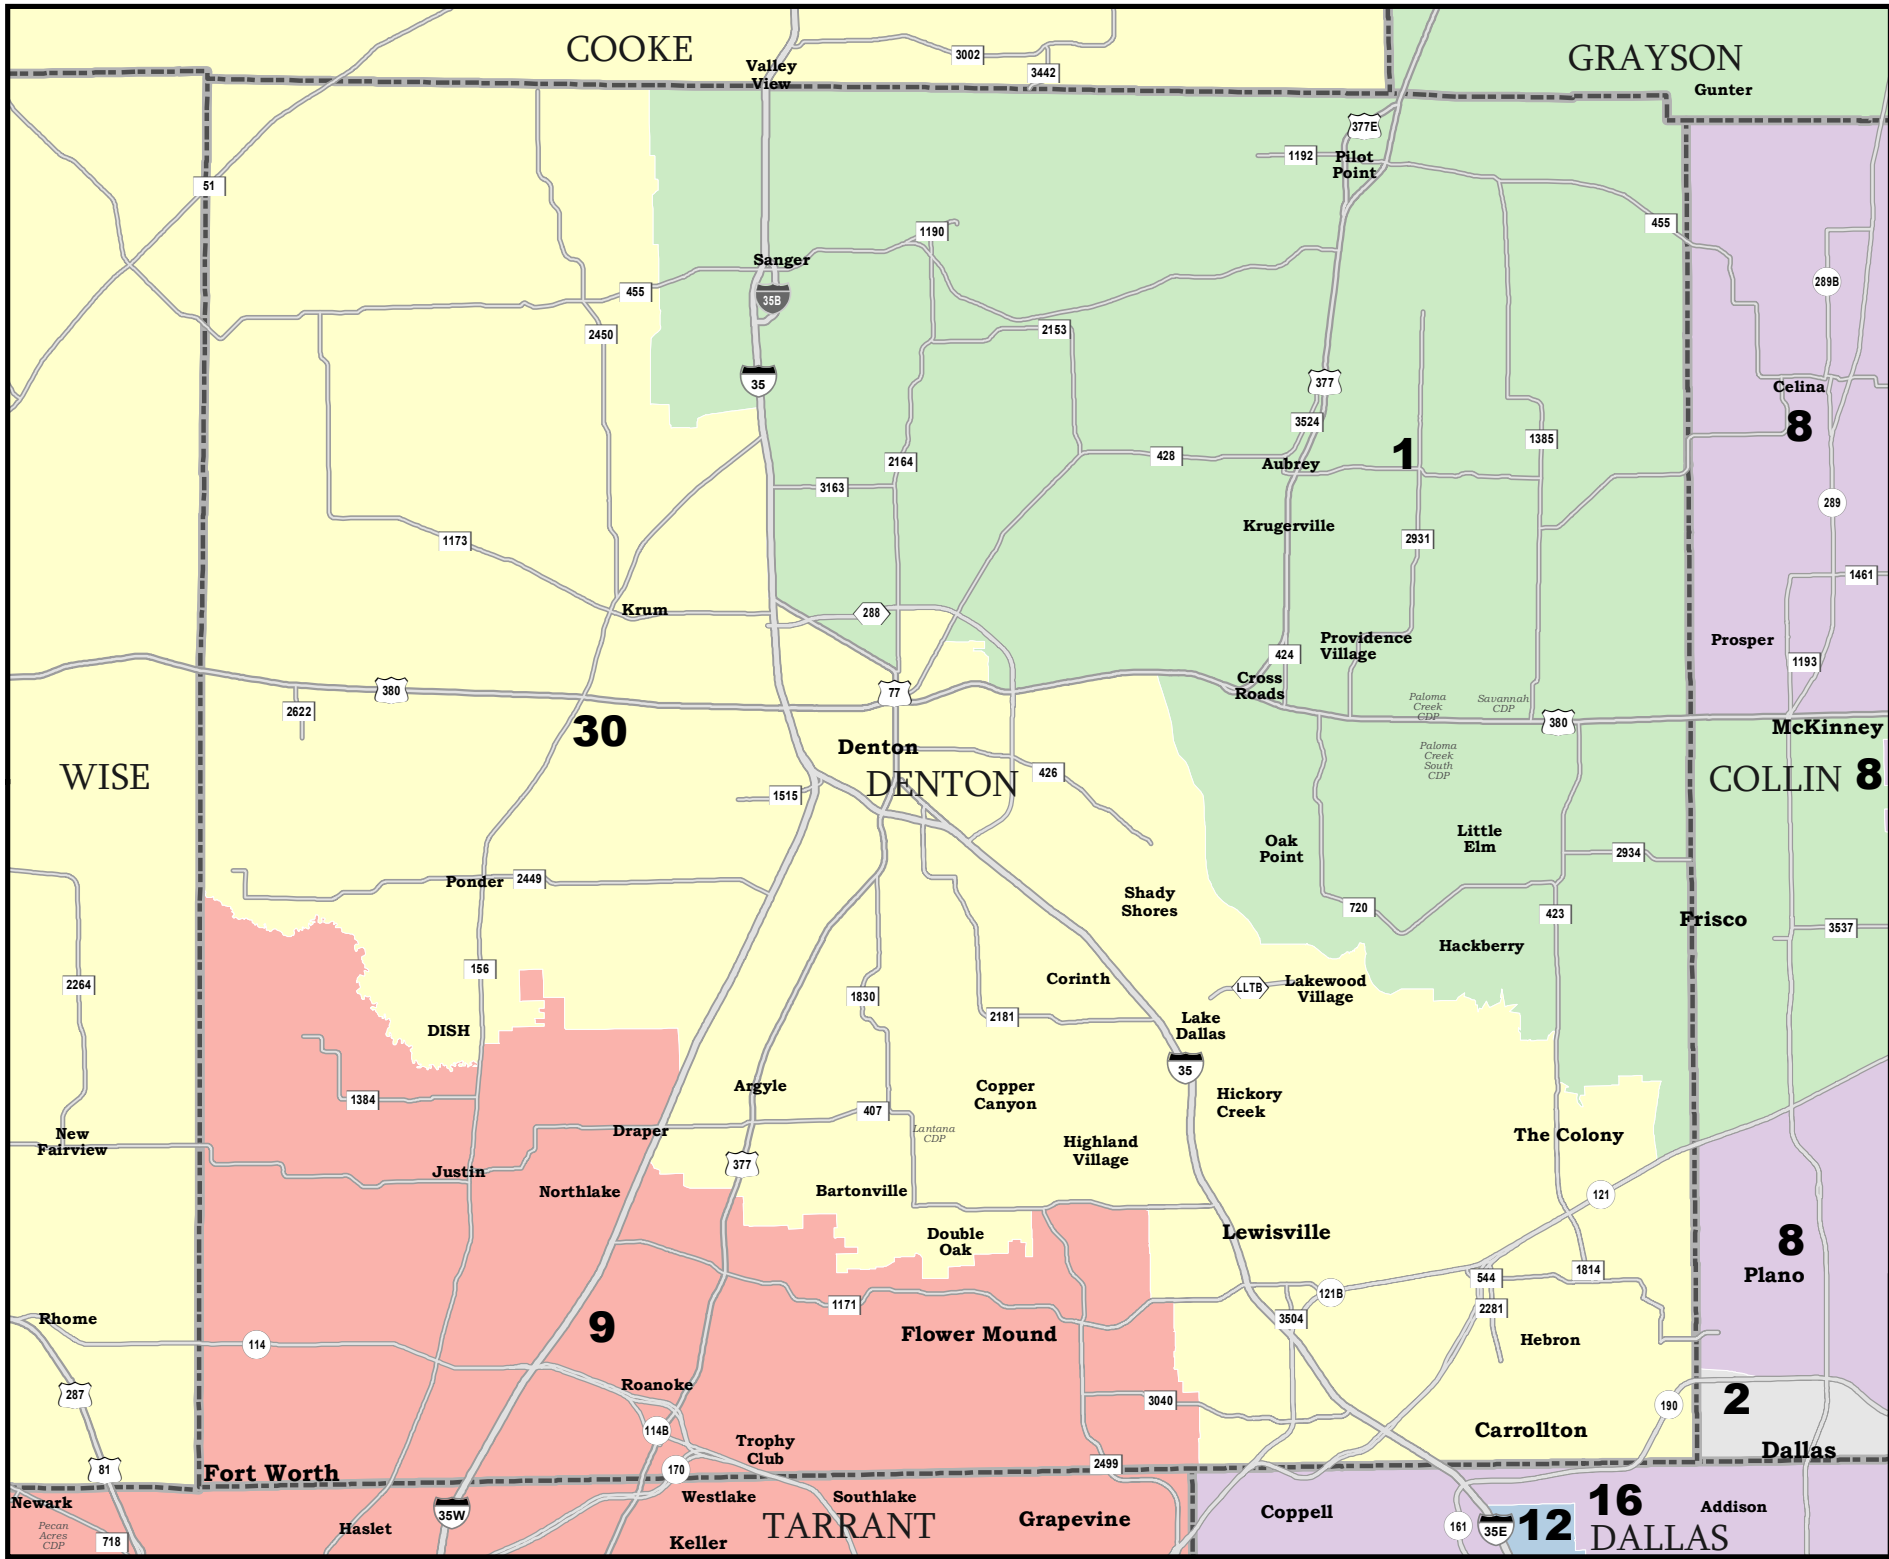 COOKE
GRAYSON
Gunter
Valley
View
3002
3442
377E
1192
Pilot
Point
51
455
1190
Sanger
35B
455
2450
2153
289B
35
377
Celina
8
3524
1
1385
2164
428
Aubrey
3163
289
Krugerville
1173
2931
1461
Krum
288
Providence
Village
Prosper
424
1193
Cross
Roads
380
77
2622
Paloma
Creek
CDP
Savannah
CDP
380
30
McKinney
Denton
Paloma
Creek
South
CDP
WISE
DENTON
426
COLLIN
8
1515
Oak
Point
Little
Elm
2934
Ponder
2449
Shady
Shores
720
423
Frisco
3537
Hackberry
156
Corinth
2264
1830
LLTB
Lakewood
Village
2181
Lake
Dallas
DISH
35
Argyle
Copper
Canyon
Hickory
Creek
1384
407
Lantana
CDP
New
Fairview
Draper
Highland
Village
The Colony
Justin
377
Northlake
Bartonville
121
Double
Oak
Lewisville
8
Plano
544
1814
121B
1171
2281
3504
Rhome
9
Flower Mound
Hebron
114
Roanoke
287
3040
190
2
114B
Carrollton
Trophy
Club
Dallas
81
Fort Worth
170
2499
Newark
Westlake
Southlake
16
Addison
35W
Coppell
Pecan
Acres
CDP
Haslet
TARRANT
Grapevine
161
35E
12
DALLAS
718
Keller